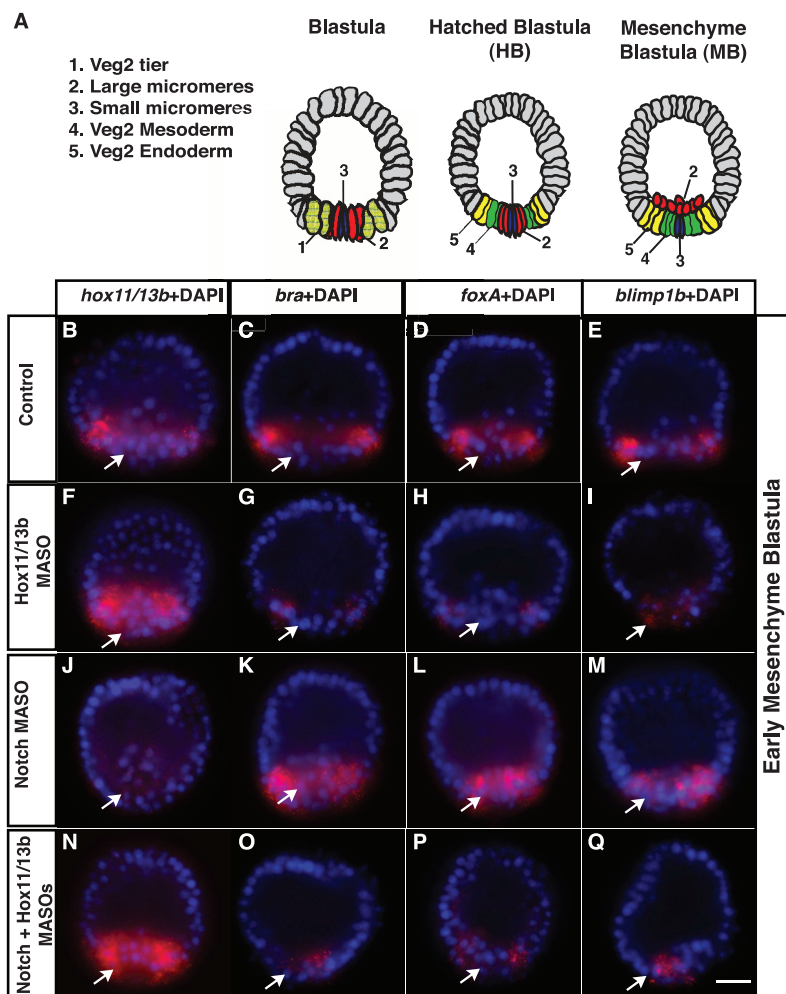 A
Blastula
Hatched Blastula
(HB)
Mesenchyme
Blastula (MB)
1. Veg2 tier
2. Large micromeres
3. Small micromeres
4. Veg2 Mesoderm
5. Veg2 Endoderm
3
1
2
3
5
4
2
2
5
4
3
hox11/13b+DAPI
bra+DAPI
foxA+DAPI
blimp1b+DAPI
Control
B
C
D
E
Hox11/13b
MASO
F
G
H
I
Notch MASO
J
K
L
M
Notch + Hox11/13b
MASOs
N
O
P
Q
Early Mesenchyme Blastula